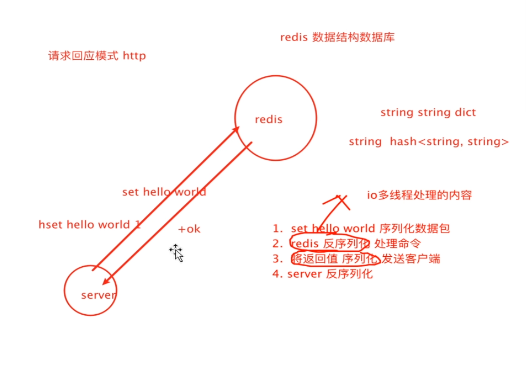 redis 数据结构数据库
请求回应模式 http
string string dict
redis
string hash<string, string>
set hello world
io多线程处理的内容
hset hello world 1
+ok
1. set hello world 序列化数据包
2. redis 反序列化 处理命令
3. 将返回值 序列化 发送客户端
4. server 反序列化
server